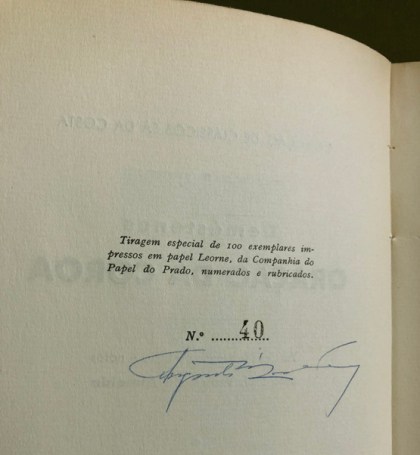 Tiragem especial de 100 exemplares im-
pressos em papel Leorne, da Companhia do
Papel do Prado, numerados e rubricados.
N.º ............... 40